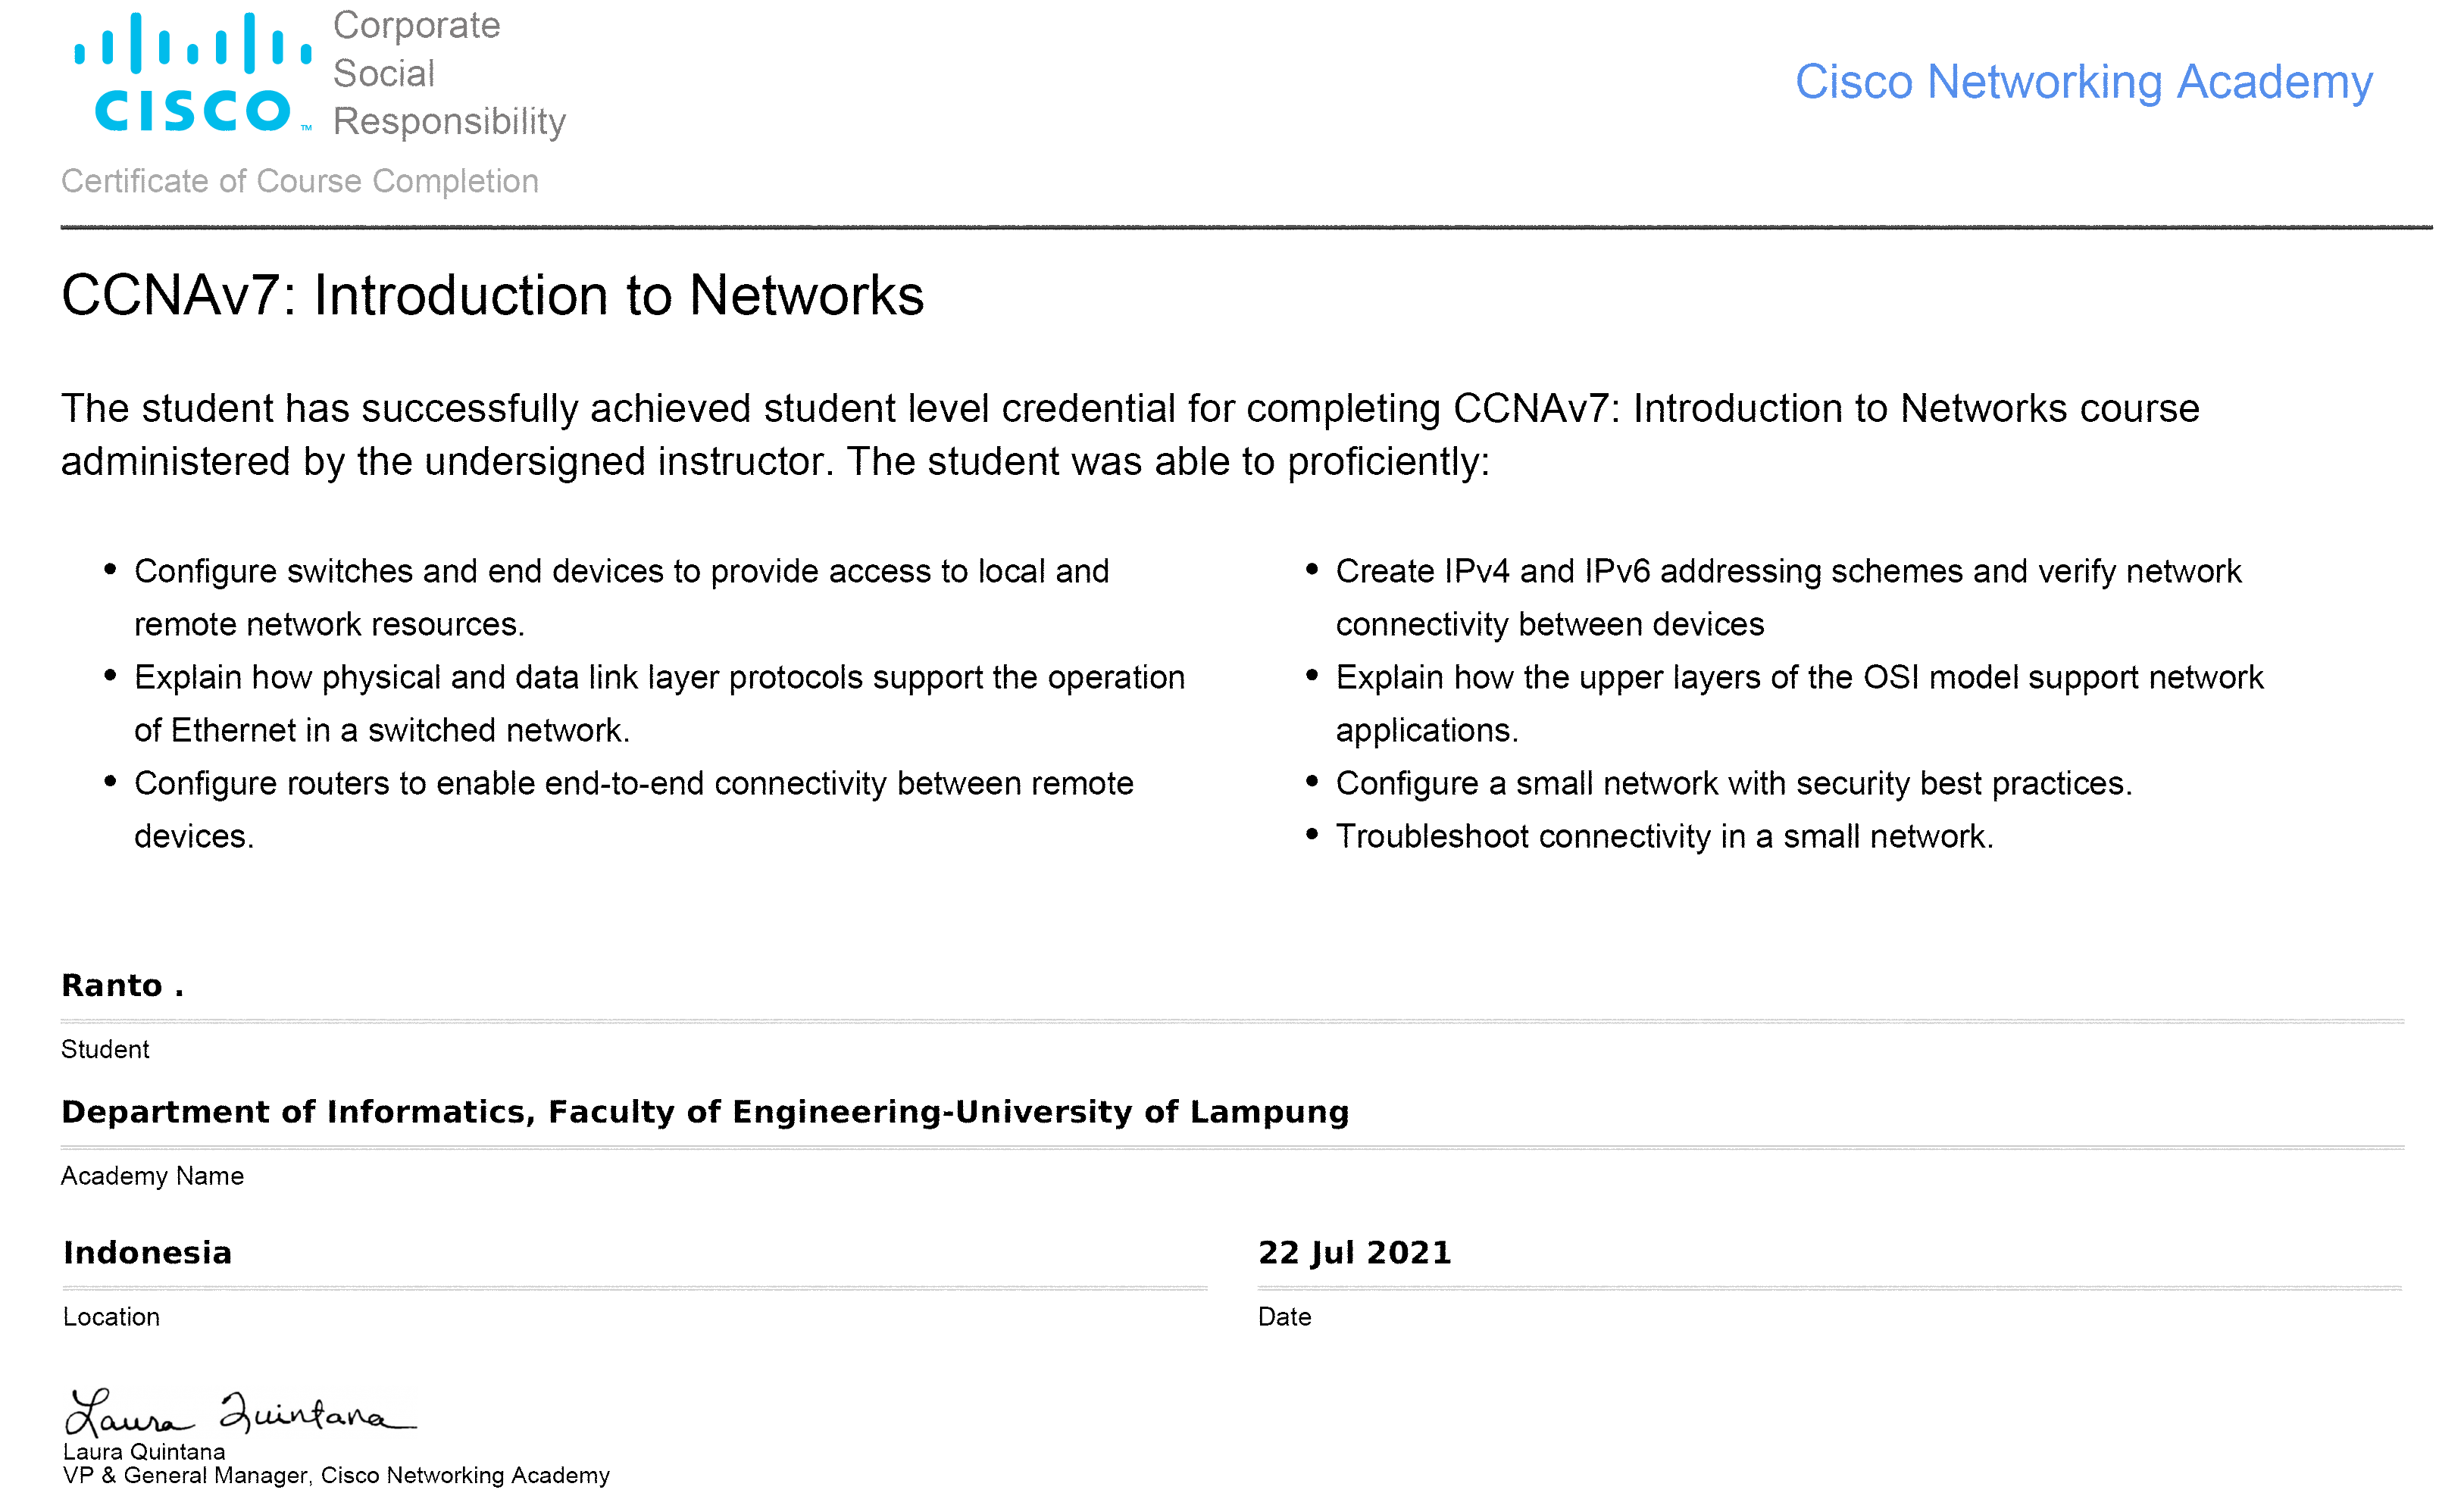 Corporate
Social
CISCO™ Responsibility
Cisco Networking Academy
Certificate of Course Completion
CCNAv7: Introduction to Networks
The student has successfully achieved student level credential for completing CCNAv7: Introduction to Networks course
administered by the undersigned instructor. The student was able to proficiently:
• Configure switches and end devices to provide access to local and
remote network resources.
• Explain how physical and data link layer protocols support the operation
of Ethernet in a switched network.
• Configure routers to enable end-to-end connectivity between remote
devices.
• Create IPv4 and IPv6 addressing schemes and verify network
connectivity between devices
• Explain how the upper layers of the OSI model support network
applications.
• Configure a small network with security best practices.
• Troubleshoot connectivity in a small network.
Ranto .
Student
Department of Informatics, Faculty of Engineering-University of Lampung
Academy Name
Indonesia
Location
22 Jul 2021
Date
Laura Quintana
Laura Quintana
VP & General Manager, Cisco Networking Academy